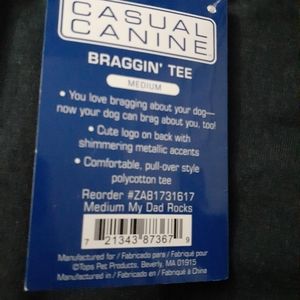 CASUAL
CANINE
BRAGGIN' TEE
MEDIUM
• You love bragging about your dog—
now your dog can brag about you, too!
• Cute logo on back with
shimmering metallic accents
• Comfortable, pull-over style
polycotton tee
Reorder #ZA81731617
Medium My Dad Rocks
7 21343 87367 9
Manufactured for / Fabricado para / Fabriqué pour
©Tops Pet Products, Beverly, MA 01915
Manufactured in / Fabricado en / Fabriqué à China